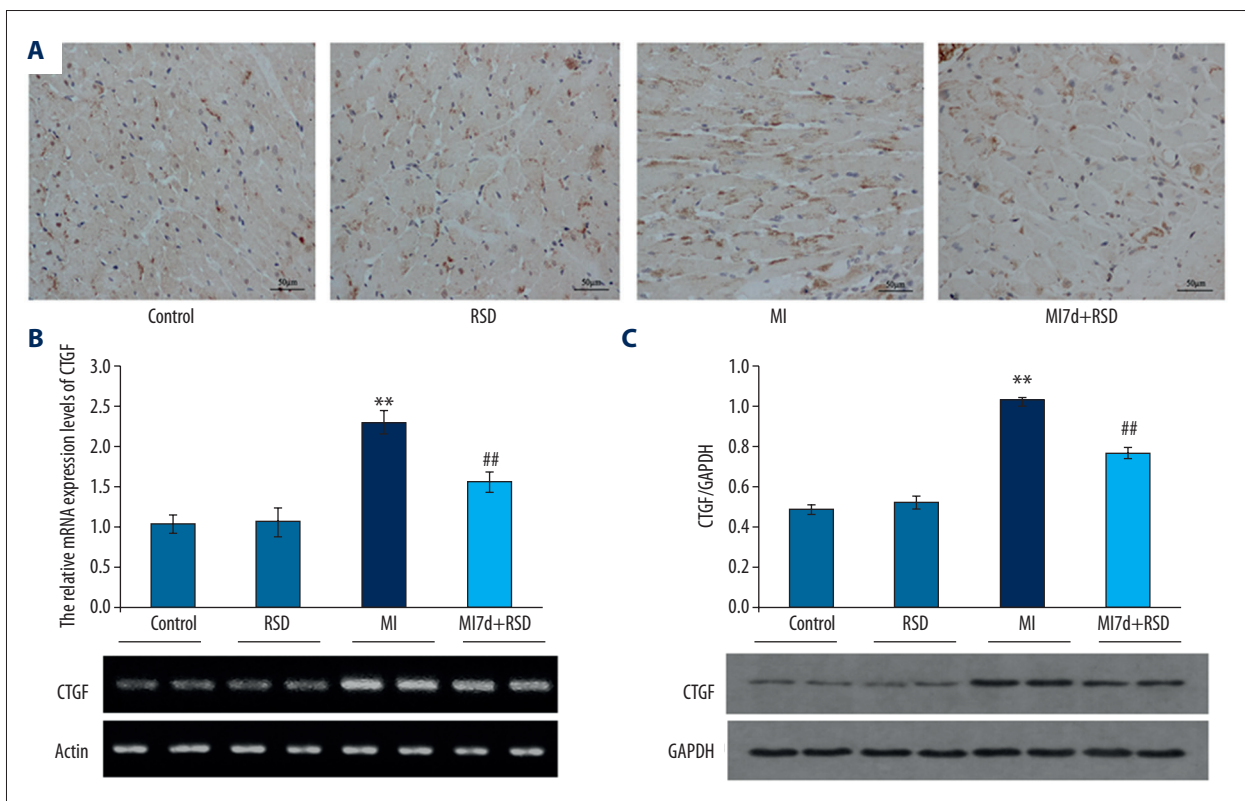 A
50μm
50μm
50μm
50μm
Control
RSD
MI
MI7d+RSD
B
The relative mRNA expression levels of CTGF
3.0
2.5
2.0
1.5
1.0
0.5
0.0
**
##
Control
RSD
MI
MI7d+RSD
CTGF
Actin
C
CTGF/GAPDH
1.0
1.0
0.8
0.6
0.4
0.2
0.0
**
##
Control
RSD
MI
MI7d+RSD
CTGF
GAPDH